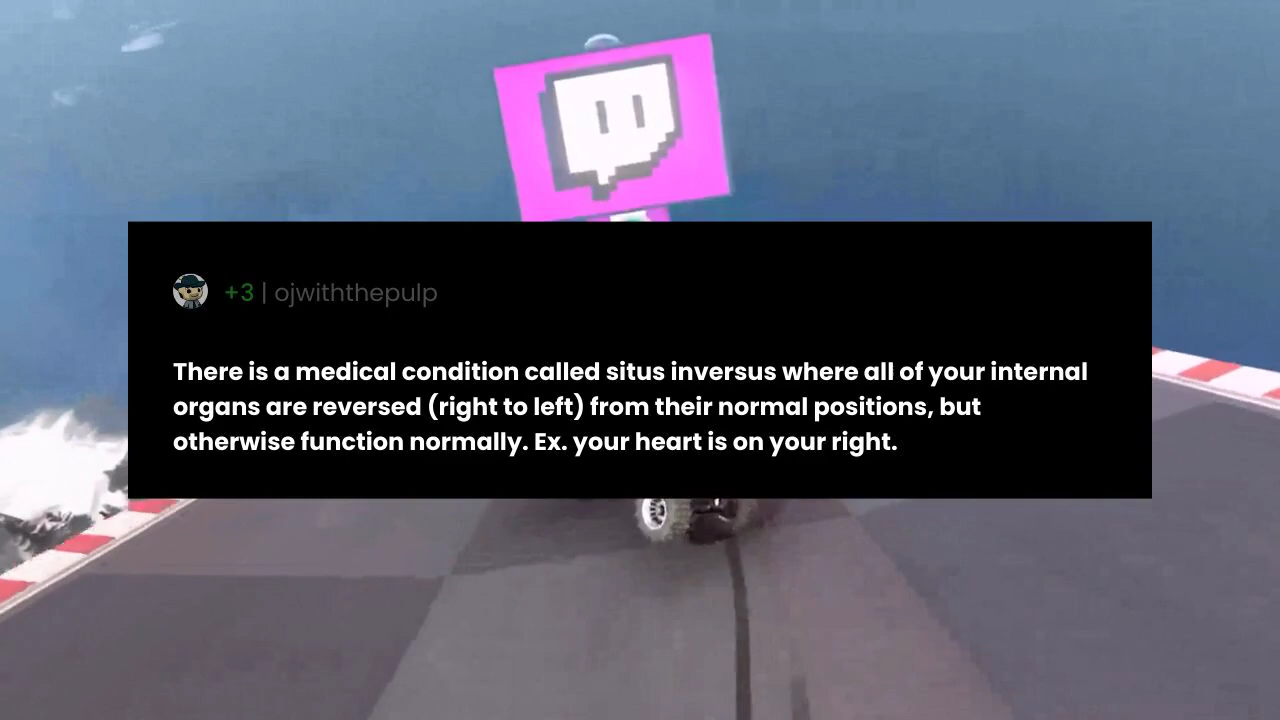 +3 | ojwiththepulp
There is a medical condition called situs inversus where all of your internal
organs are reversed (right to left) from their normal positions, but
otherwise function normally. Ex. your heart is on your right.